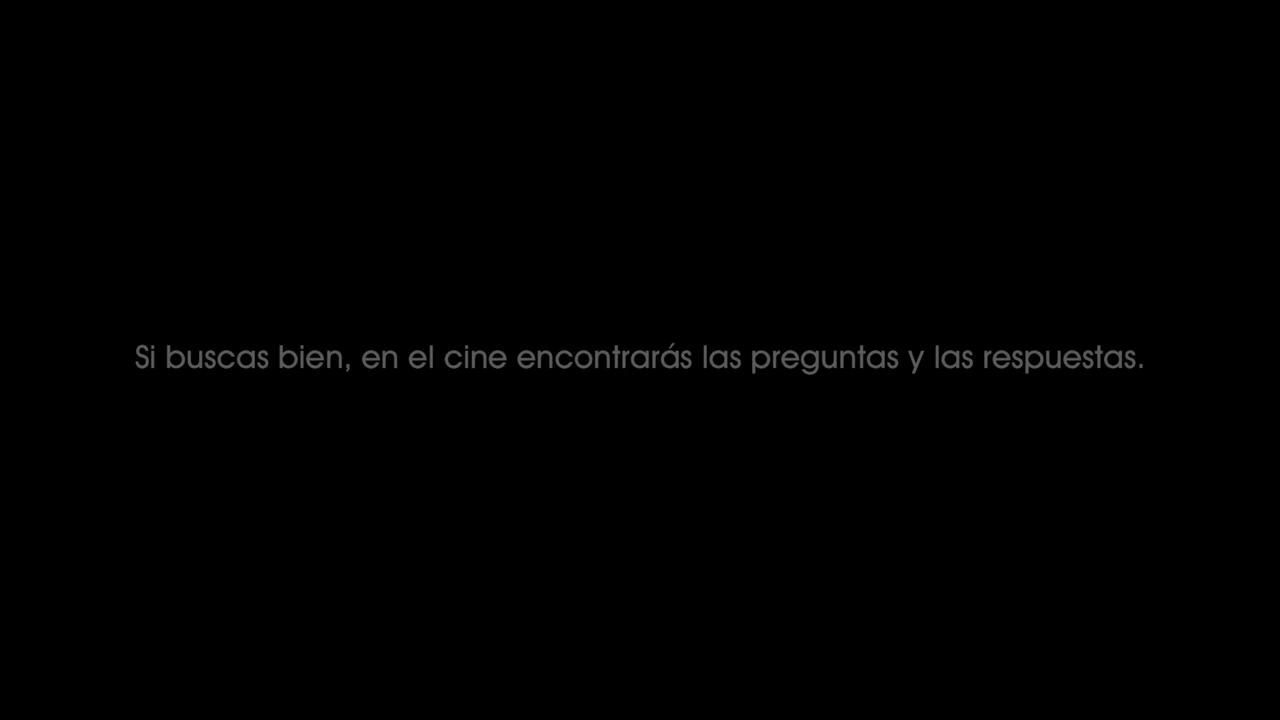 Si buscas bien, en el cine encontrarás las preguntas y las respuestas.